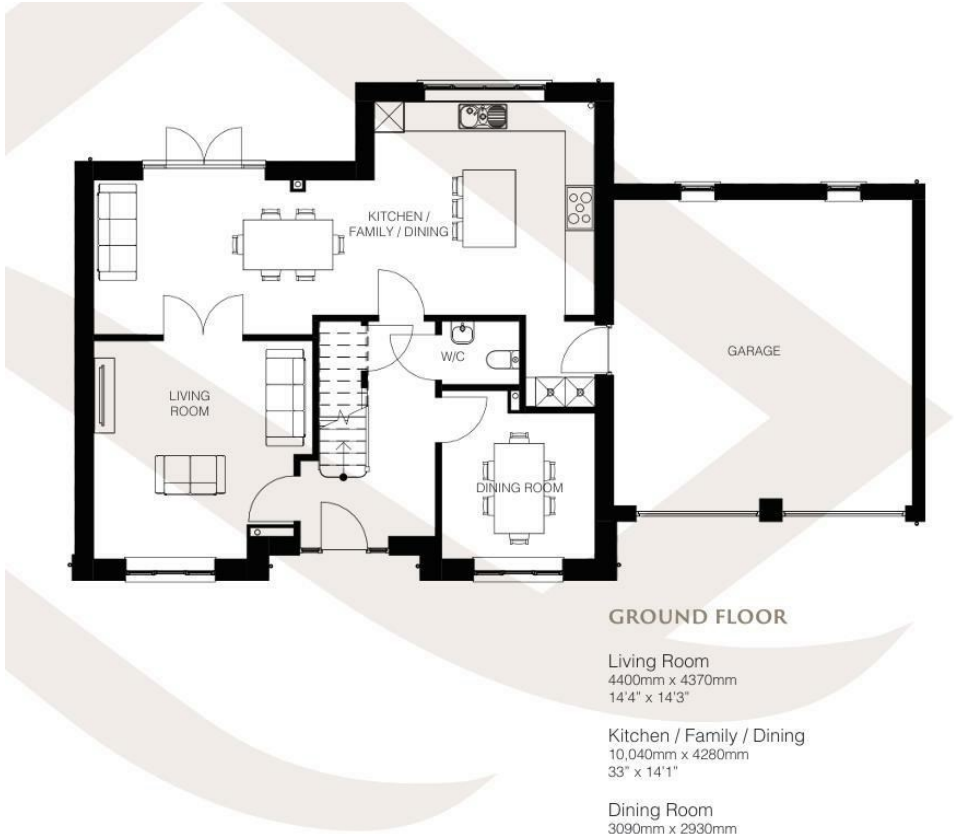 KITCHEN /
FAMILY / DINING
W/C
GARAGE
LIVING
ROOM
DINING ROOM
GROUND FLOOR
Living Room
4400mm x 4370mm
14'4" x 14'3"
Kitchen / Family / Dining
10,040mm x 4280mm
33" x 14'1"
Dining Room
3090mm x 2930mm